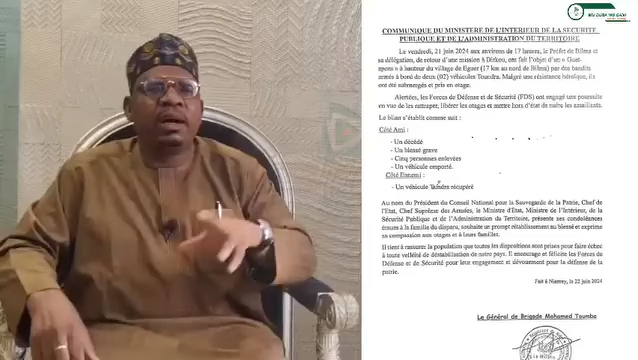 COMMUNIQUE DU MINISTERE DE L'INTERIEUR DE LA SECURITE
PUBLIQUE ET DE L'ADMINISTRATION DU TERRITOIRE
Le vendredi, 21 juin 2024 aux environs de 17 heures, le Préfet de Bilma et sa
délégation, de retour d'une mission à Dirkou, ont fait l'objet d'un « Guet-
apens » à hauteur du village de (17 km au nord de Bilma) par des bandits
armés à bord de deux (02) véhicules Toundra. Malgré une résistance héroïque, ils
ont été submergés et pris en otage.
Alertées, les Forces de Défense et de Sécurité (FDS) ont engagé une poursuite
en vue de les rattraper, libérer les otages et mettre hors d'état de nuire les assaillants.
Le bilan s'établit comme suit :
Côté Ami :
- Un décédé
- Un blessé grave
- Cinq personnes enlevées
- Un véhicule emporté.
Côté Ennemi :
- Un véhicule Tundra récupéré
Au nom du Président du Conseil National pour la Sauvegarde de la Patrie, Chef de
l'Etat, Chef Suprême des Armées, le Ministre d'Etat, Ministre de l'Intérieur, de
la Sécurité Publique et de l'Administration du Territoire, présente ses condoléances
émues à la famille du disparu, souhaite un prompt rétablissement au blessé et exprime
sa compassion aux otages et à leurs familles.
Il tient à rassurer la population que toutes les dispositions sont prises pour faire échec
à toute velléité de déstabilisation de notre pays. Il encourage et félicite les Forces de
Défense et de Sécurité pour leur engagement et dévouement pour la défense de la
patrie.
Fait à Niamey, le 22 juin 2024
Le Général de Brigade Mohamed Toumba